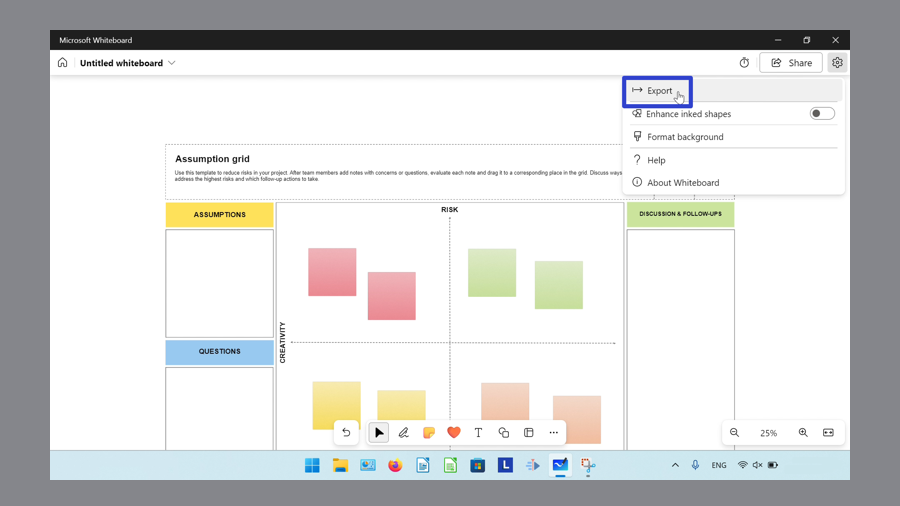 Microsoft Whiteboard
Untitled whiteboard
Share
Export
Enhance inked shapes
Format background
Help
About Whiteboard
Assumption grid
Use this template to reduce risks in your project. After team members add notes with concerns or questions, evaluate each note and drag it to a corresponding place in the grid. Discuss ways
address the highest risks and which follow-up actions to take.
ASSUMPTIONS
RISK
DISCUSSION & FOLLOW-UPS
CREATIVITY
QUESTIONS
25%
L
ENG